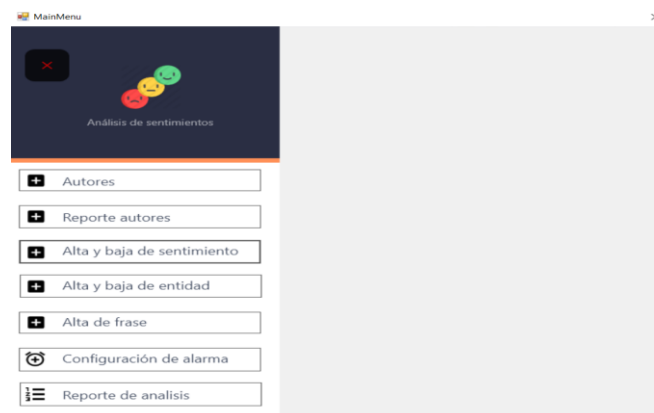 MainMenu
Análisis de sentimientos
Autores
Reporte autores
Alta y baja de sentimiento
Alta y baja de entidad
Alta de frase
Configuración de alarma
Reporte de analisis